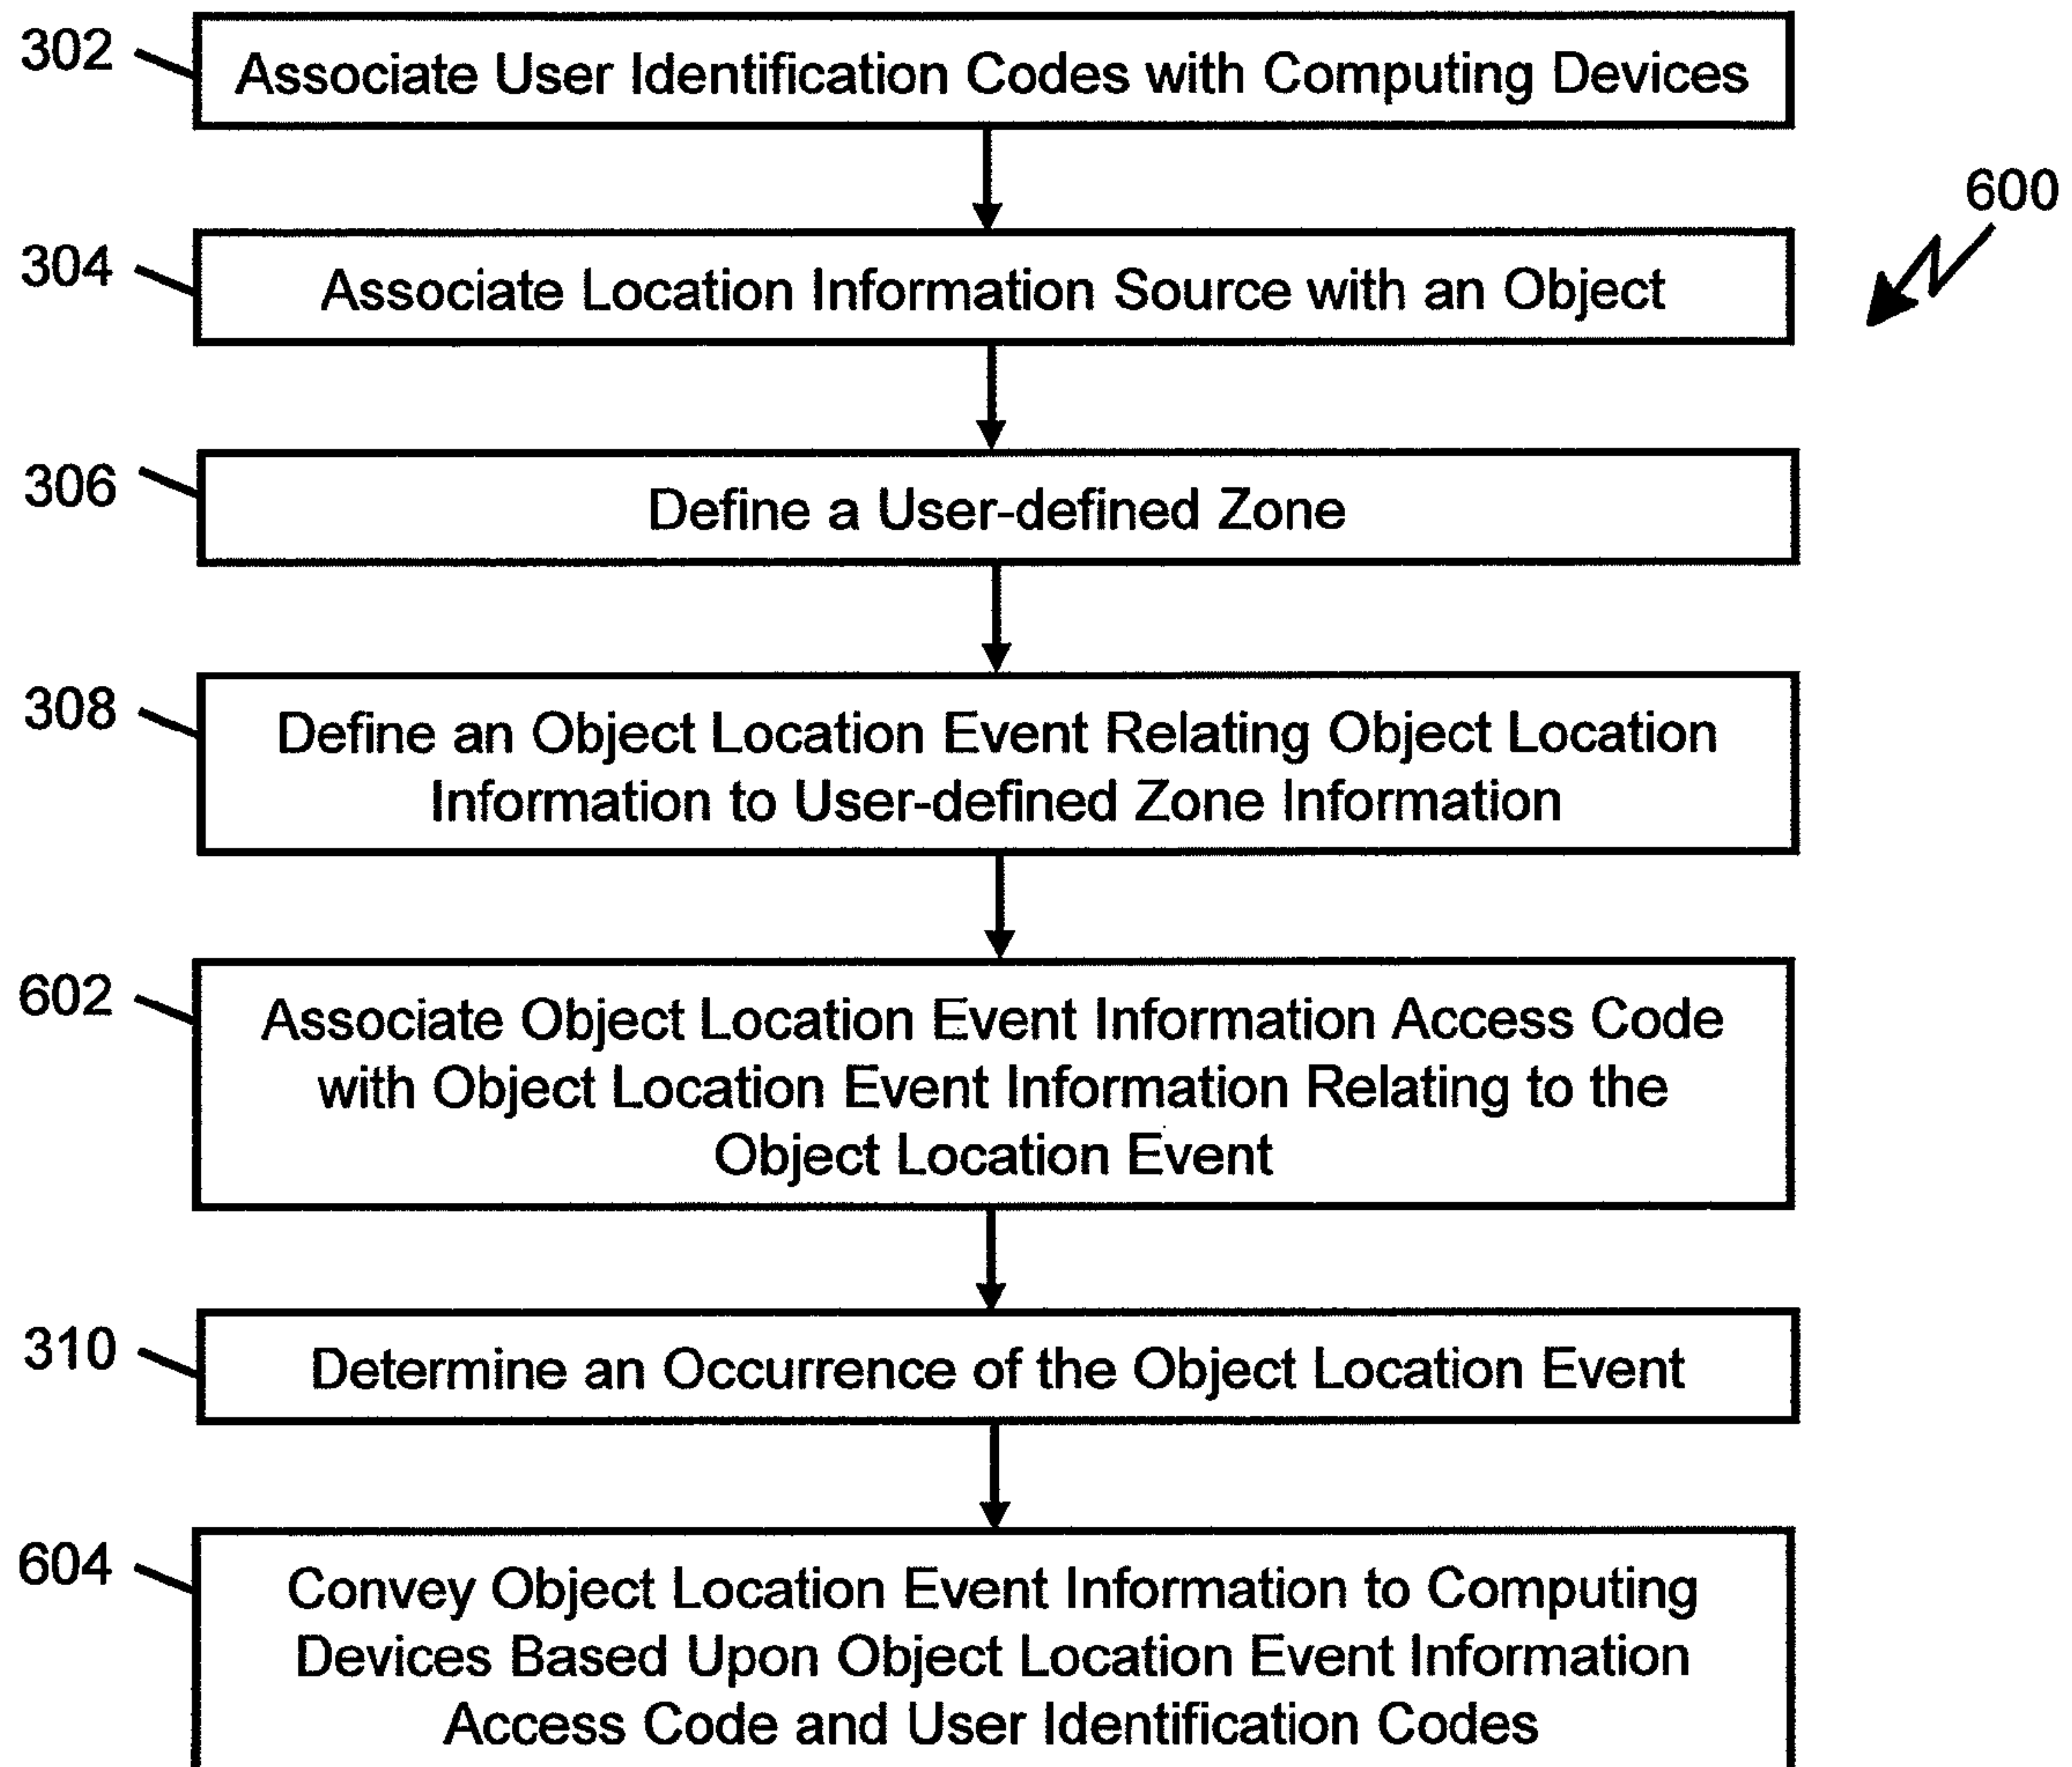 302
Associate User Identification Codes with Computing Devices
600
304
Associate Location Information Source with an Object
306
Define a User-defined Zone
308
Define an Object Location Event Relating Object Location
Information to User-defined Zone Information
602
Associate Object Location Event Information Access Code
with Object Location Event Information Relating to the
Object Location Event
310
Determine an Occurrence of the Object Location Event
604
Convey Object Location Event Information to Computing
Devices Based Upon Object Location Event Information
Access Code and User Identification Codes